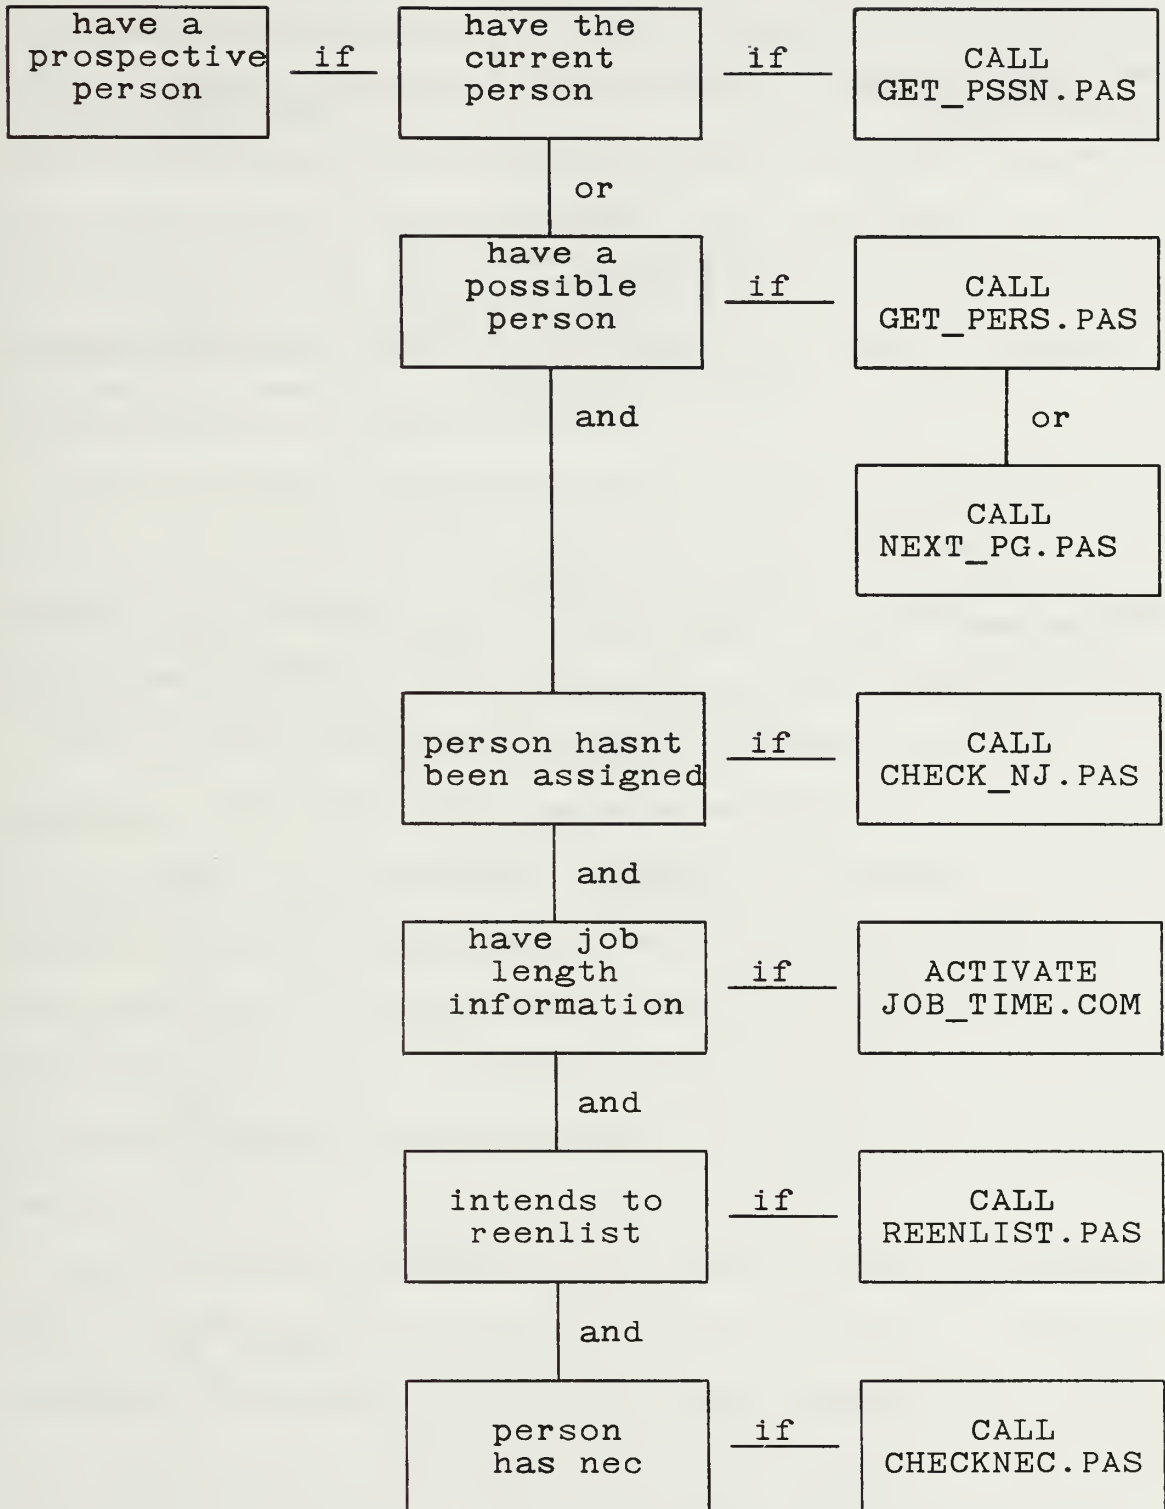 have a
prospective
person
if
have the
current
person
if
CALL
GET_PSSN.PAS
or
have a
possible
person
if
CALL
GET_PERS.PAS
and
or
CALL
NEXT_PG.PAS
person hasnt
been assigned
if
CALL
CHECK_NJ.PAS
and
have job
length
information
if
ACTIVATE
JOB_TIME.COM
and
intends to
reenlist
if
CALL
REENLIST.PAS
and
person
has nec
if
CALL
CHECKNEC.PAS